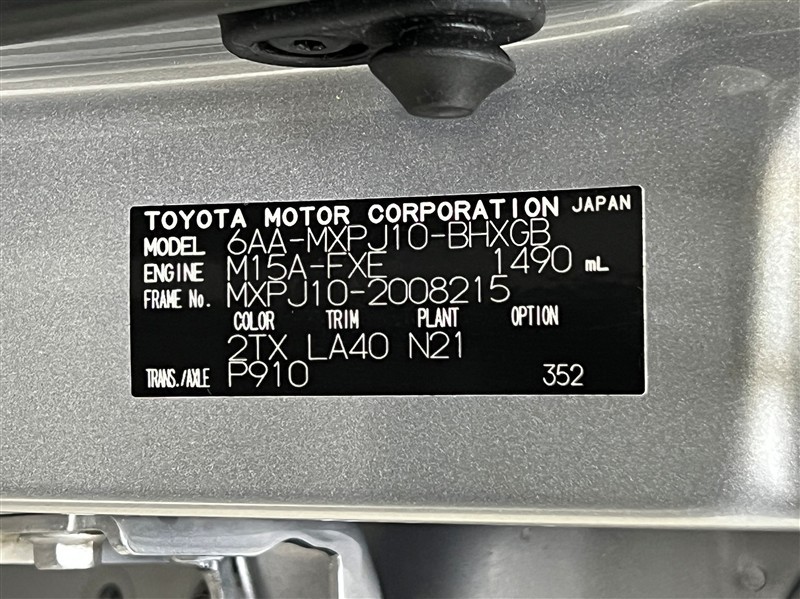 TOYOTA MOTOR CORPORATION JAPAN
MODEL 6AA-MXPJ10-BHXGB
ENGINE M15A-FXE 1490 mL
FRAME No. MXPJ10-2008215
COLOR TRIM PLANT OPTION
2TX LA40 N21
TRANS./AXLE P910 352